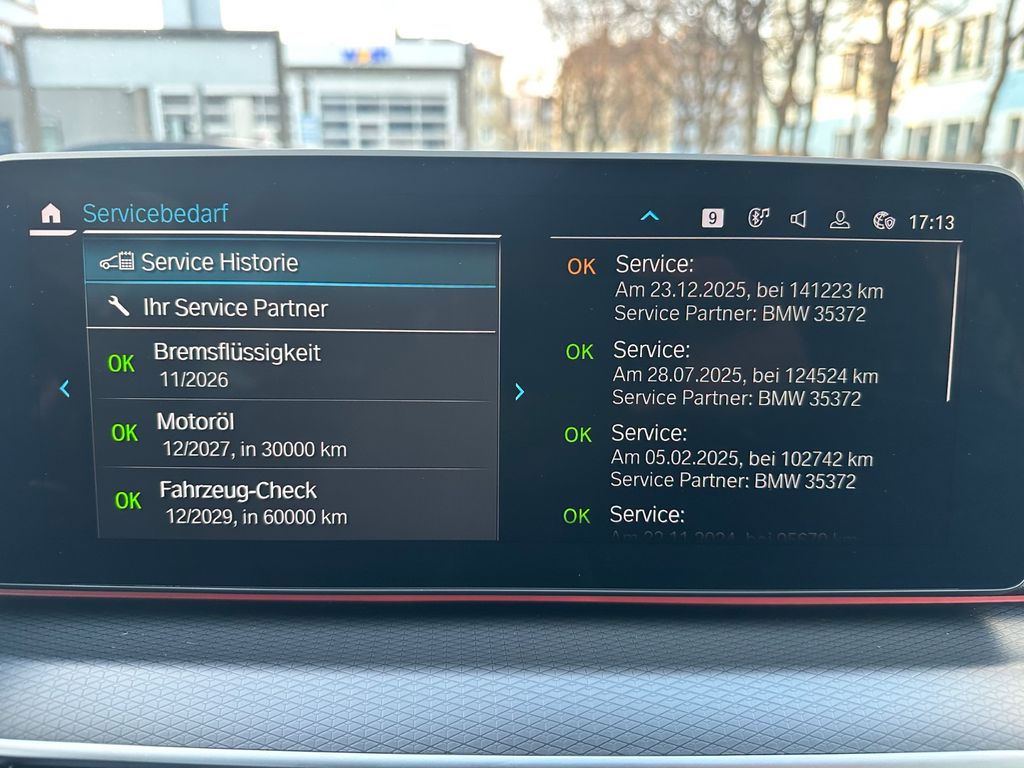 Servicebedarf
9
17:13
Service Historie
Ihr Service Partner
OK
Bremsflüssigkeit
11/2026
OK
Motoröl
12/2027, in 30000 km
OK
Fahrzeug-Check
12/2029, in 60000 km
OK
Service:
Am 23.12.2025, bei 141223 km
Service Partner: BMW 35372
OK
Service:
Am 28.07.2025, bei 124524 km
Service Partner: BMW 35372
OK
Service:
Am 05.02.2025, bei 102742 km
Service Partner: BMW 35372
OK
Service: